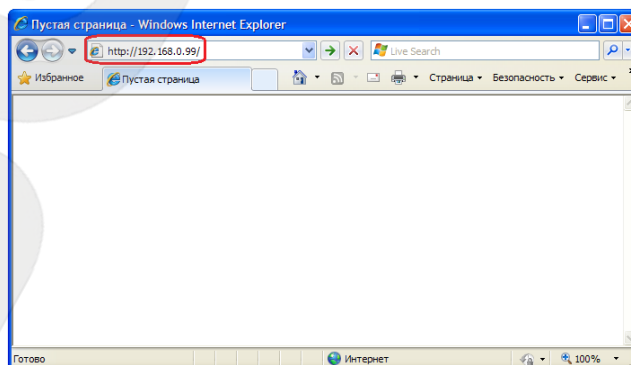 Пустая страница - Windows Internet Explorer
http://192.168.0.99/
Live Search
Избранное Пустая страница Страница Безопасность Сервис
Готово Интернет 100%